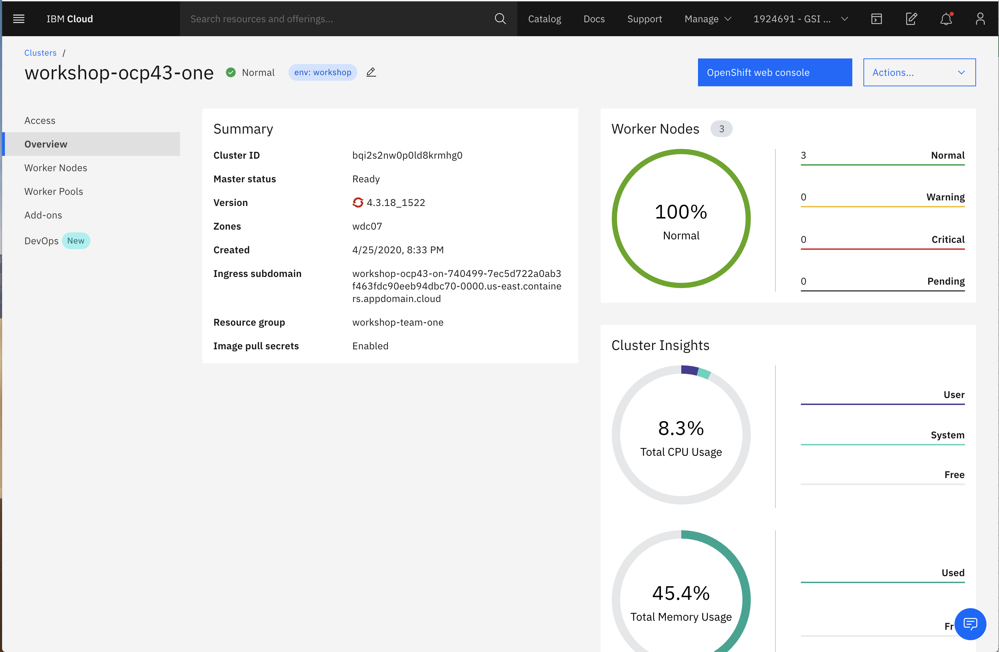 IBM Cloud
Search resources and offerings...
Catalog
Docs
Support
Manage
1924691 - GSI ...
Clusters /
workshop-ocp43-one
Normal
env: workshop
OpenShift web console
Actions...
Access
Overview
Worker Nodes
Worker Pools
Add-ons
DevOps New
Summary
Cluster ID bqi2s2nw0p0ld8krmhg0
Master status Ready
Version 4.3.18_1522
Zones wdc07
Created 4/25/2020, 8:33 PM
Ingress subdomain workshop-ocp43-on-740499-7ec5d722a0ab3
f463fdc90eeb94dbc70-0000.us-east.containe
rs.appdomain.cloud
Resource group workshop-team-one
Image pull secrets Enabled
Worker Nodes 3
100%
Normal
3 Normal
0 Warning
0 Critical
0 Pending
Cluster Insights
8.3%
Total CPU Usage
User
System
Free
45.4%
Total Memory Usage
Used